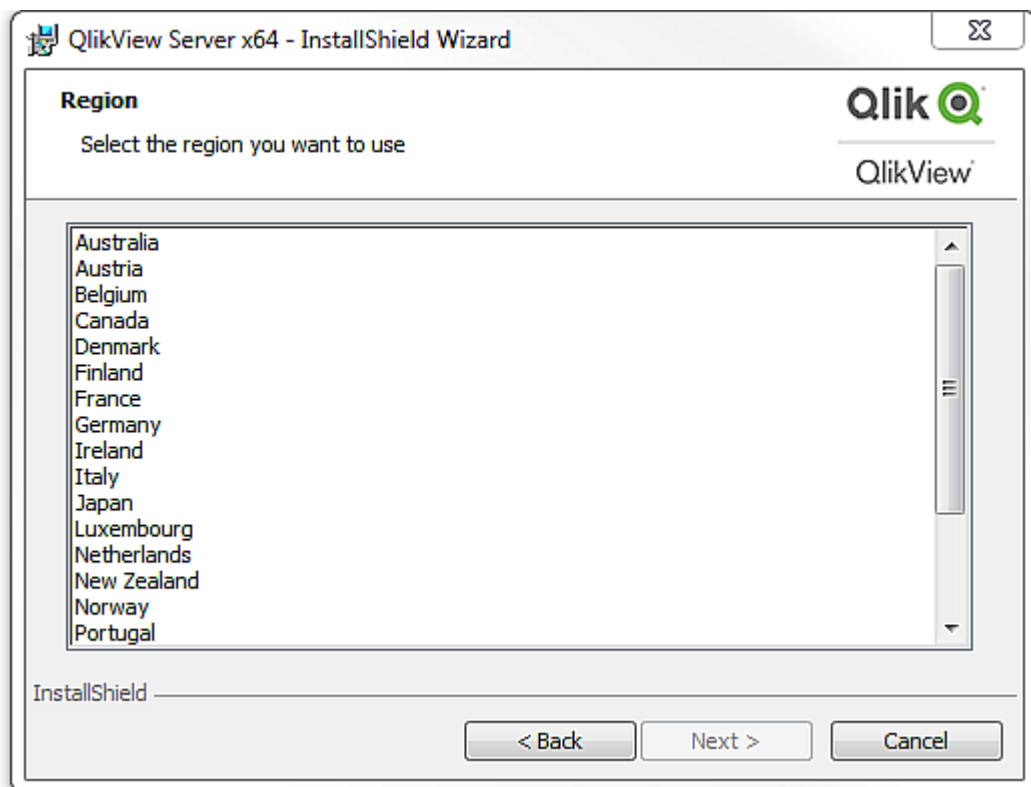 QlikView Server x64 - InstallShield Wizard
Region
Select the region you want to use
Qlik
QlikView
Australia
Austria
Belgium
Canada
Denmark
Finland
France
Germany
Ireland
Italy
Japan
Luxembourg
Netherlands
New Zealand
Norway
Portugal
InstallShield
< Back
Next >
Cancel